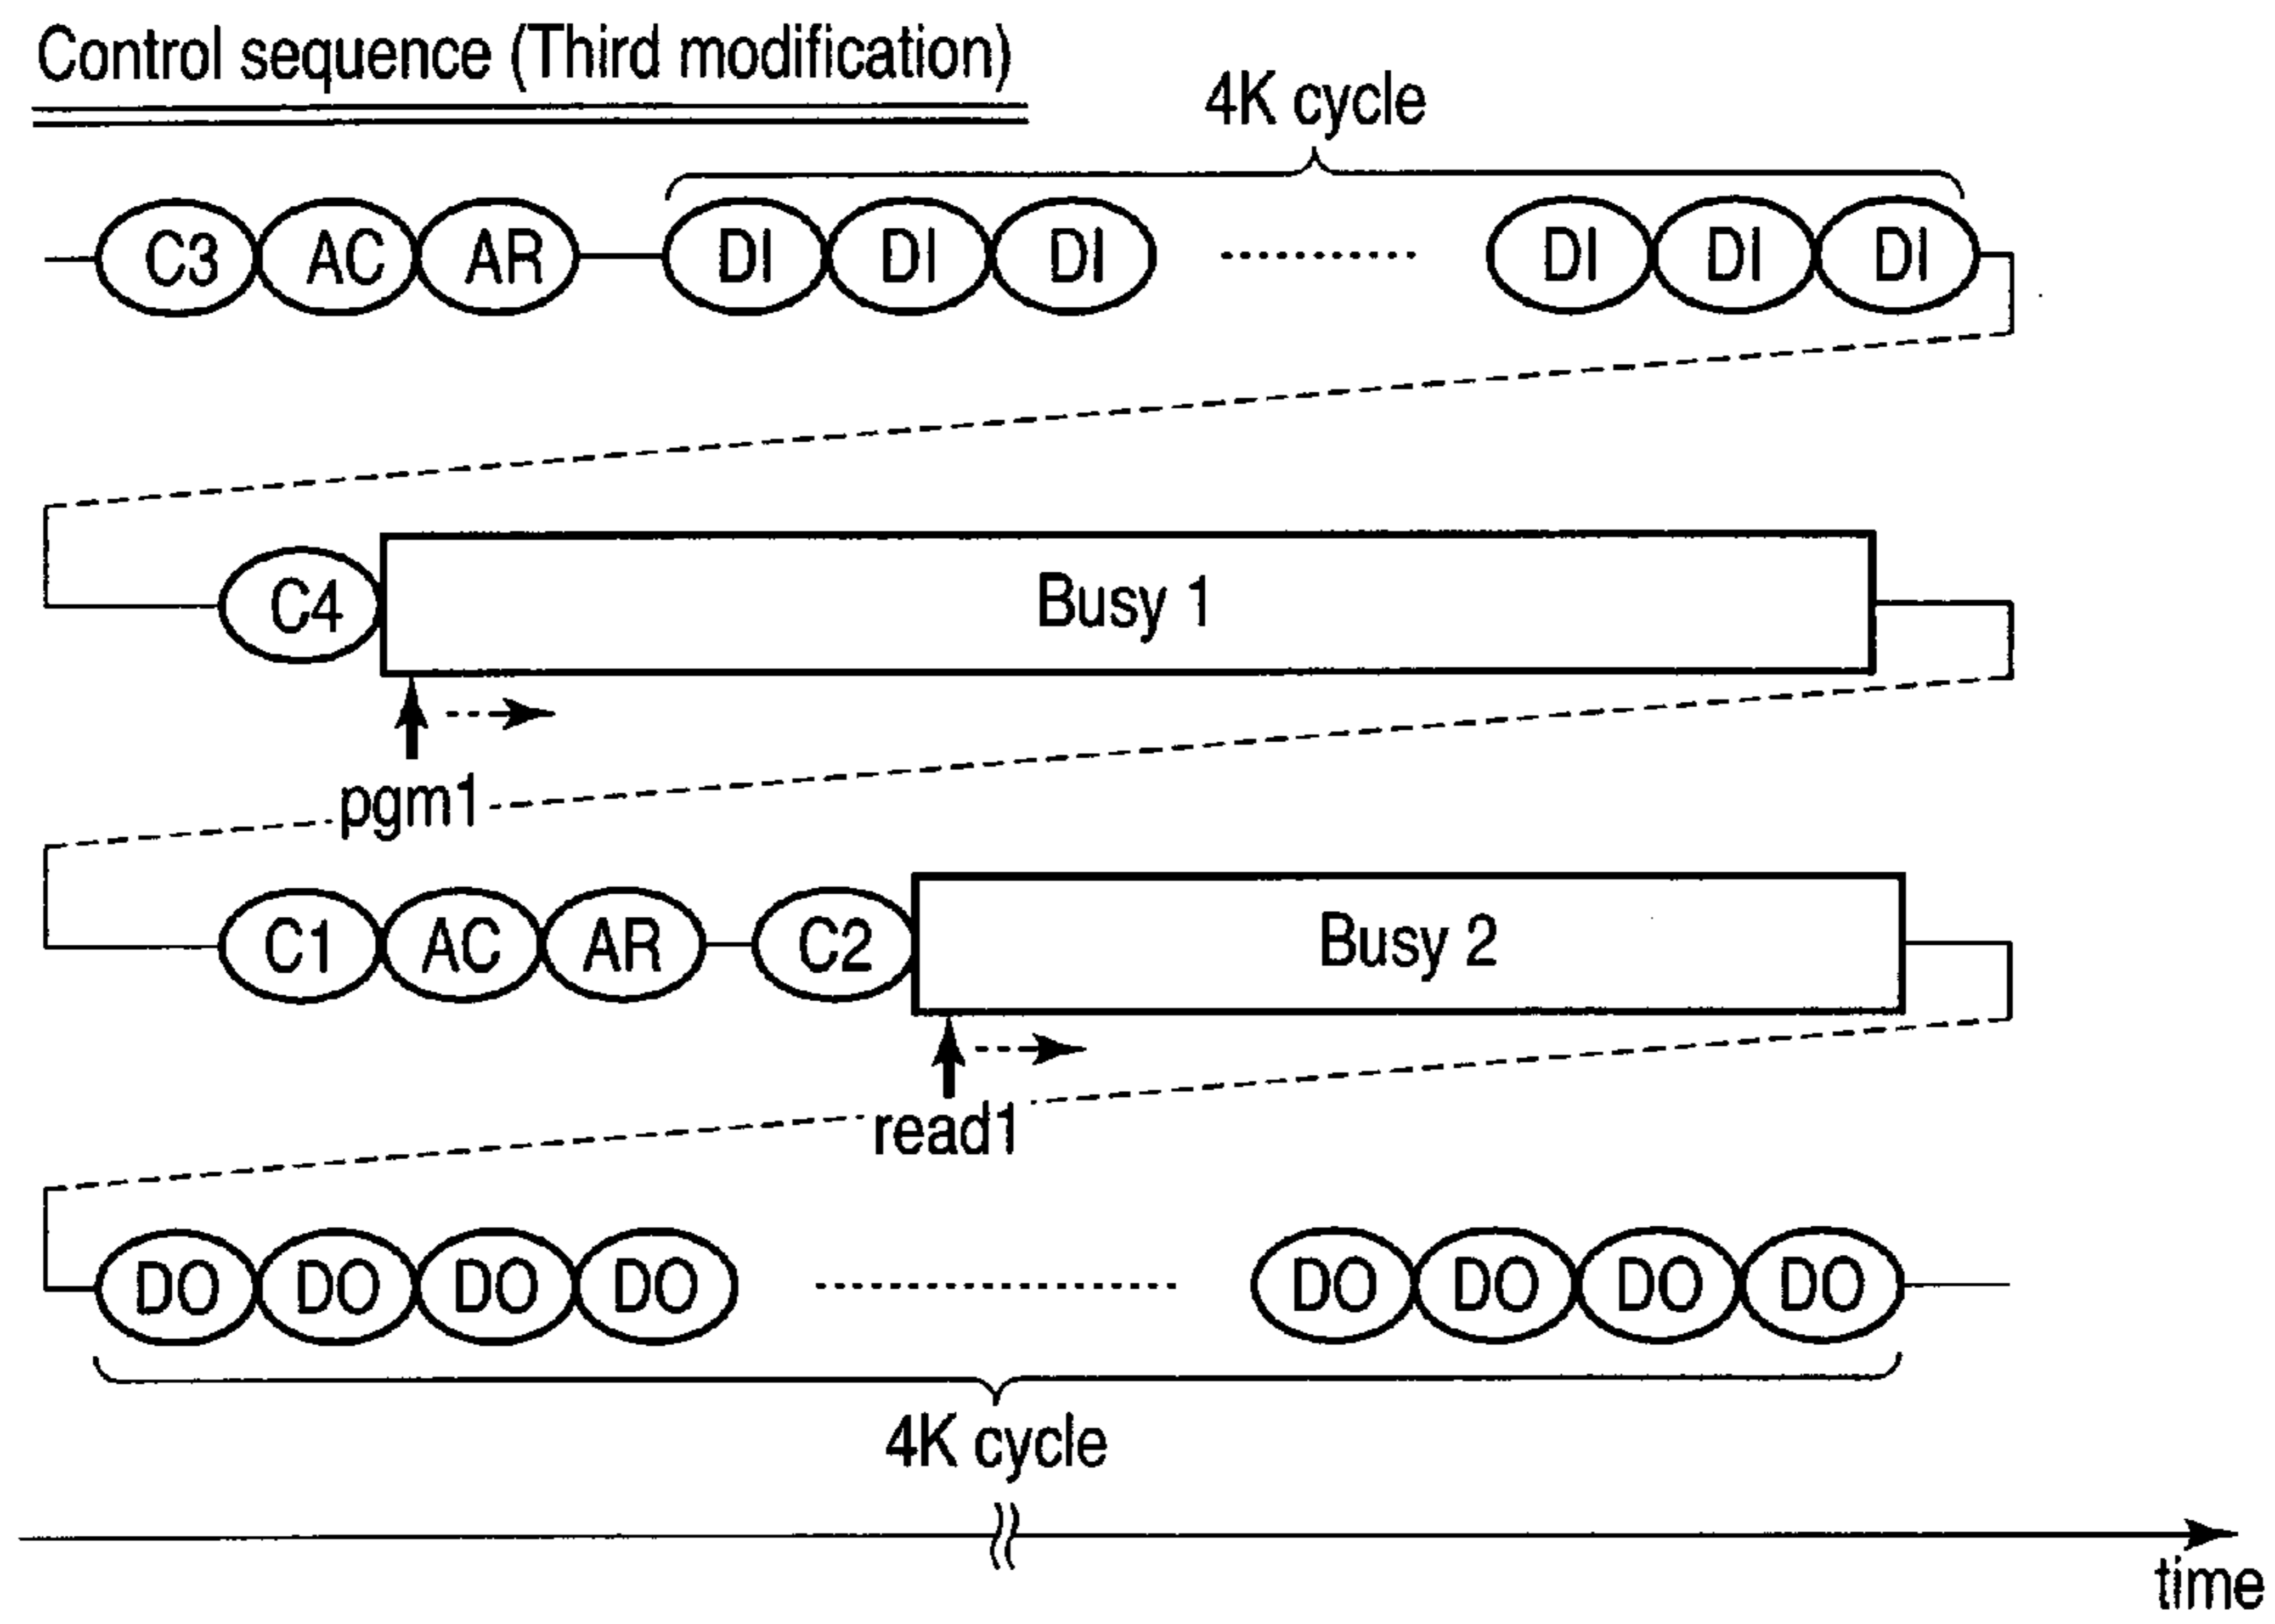 Control sequence (Third modification)
4K cycle
C3 AC AR DI DI DI DI DI DI
C4 Busy 1
pgm1
C1 AC AR C2 Busy 2
read1
DO DO DO DO DO DO DO DO
4K cycle
time